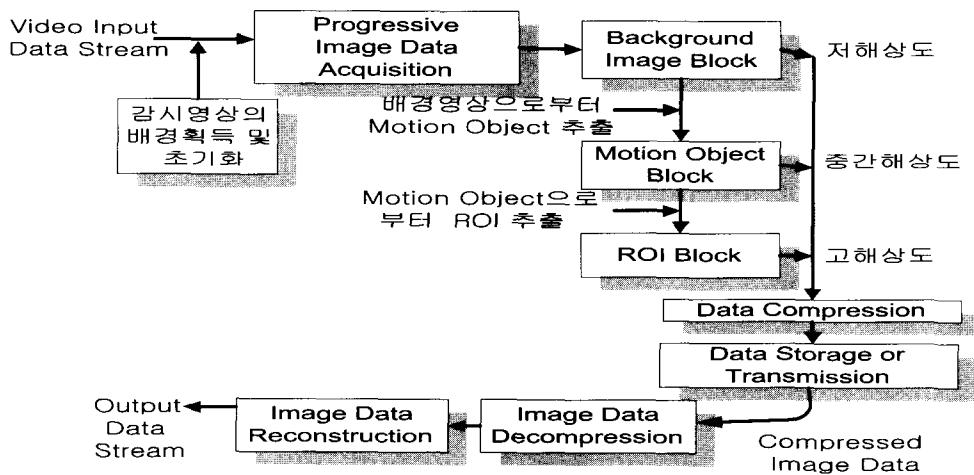 Video Input
Data Stream
Progressive
Image Data
Acquisition
Background
Image Block
저해상도
감시영상의
배경획득 및
초기화
배경영상으로부터
Motion Object 추출
Motion Object
Block
중간해상도
Motion Object으로
부터 ROI 추출
ROI Block
고해상도
Data Compression
Data Storage or
Transmission
Output
Data
Stream
Image Data
Reconstruction
Image Data
Decompression
Compressed
Image Data